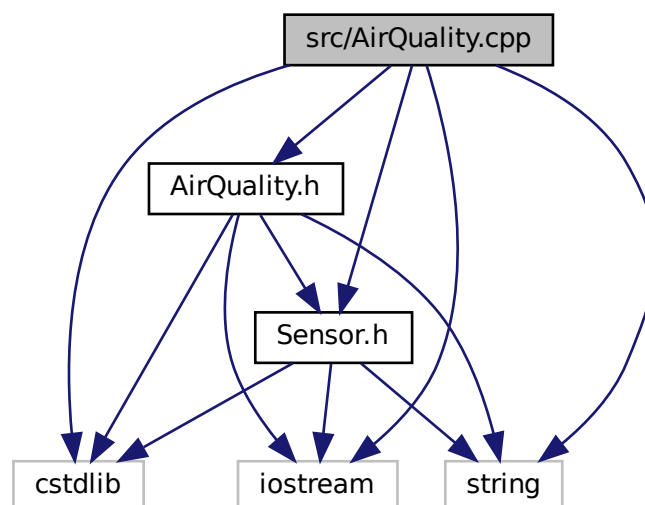 src/AirQuality.cpp
AirQuality.h
Sensor.h
cstdlib
iostream
string